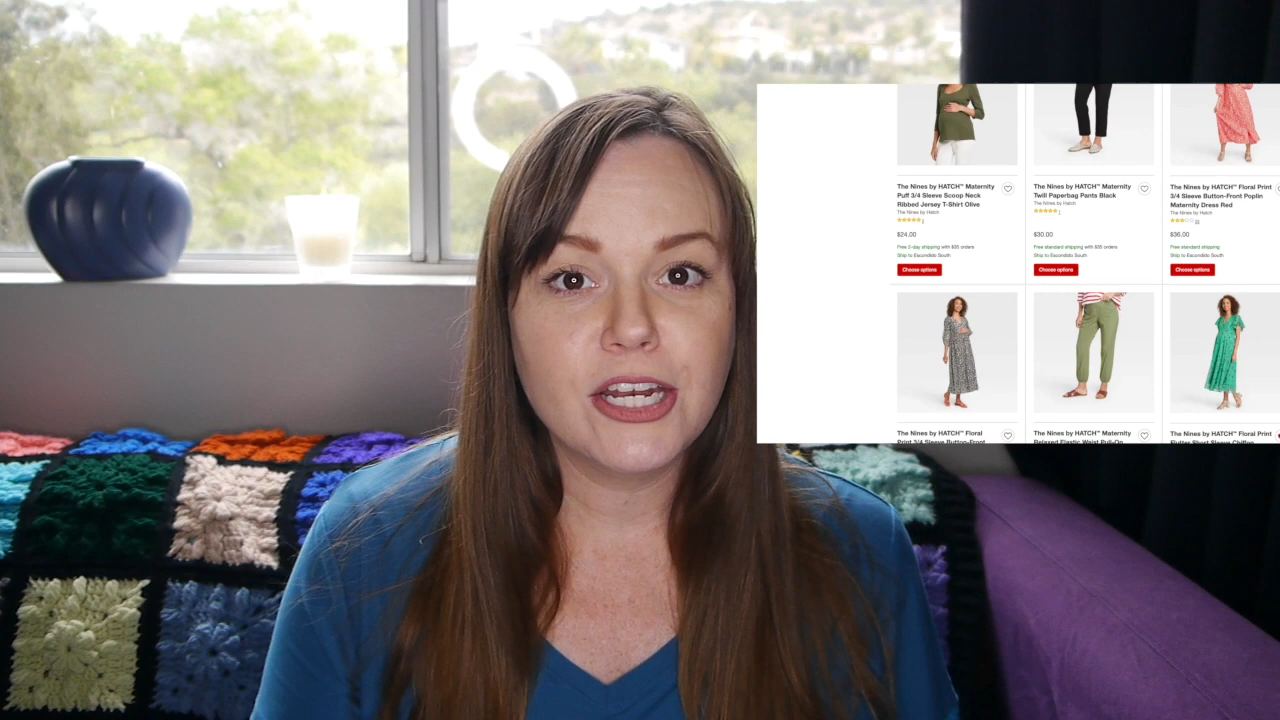 The Nines by HATCH™ Maternity
Puff 3/4 Sleeve Scoop Neck
Ribbed Jersey T-Shirt Olive
The Nines by Hatch
$24.00
Free 2-day shipping with $35 orders
Ship to Escondido South
Choose options
The Nines by HATCH™ Maternity
Twill Paperbag Pants Black
The Nines by Hatch
$30.00
Free standard shipping with $35 orders
Ship to Escondido South
Choose options
The Nines by HATCH™ Floral Print
3/4 Sleeve Button-Front Poplin
Maternity Dress Red
The Nines by Hatch
$36.00
Free standard shipping
Ship to Escondido South
Choose options
The Nines by HATCH™ Floral
Print 3/4 Sleeve Button-Front
The Nines by HATCH™ Maternity
Relaxed Elastic Waist Pull-On
The Nines by HATCH™ Floral Print
Flutter Short Sleeve Chiffon